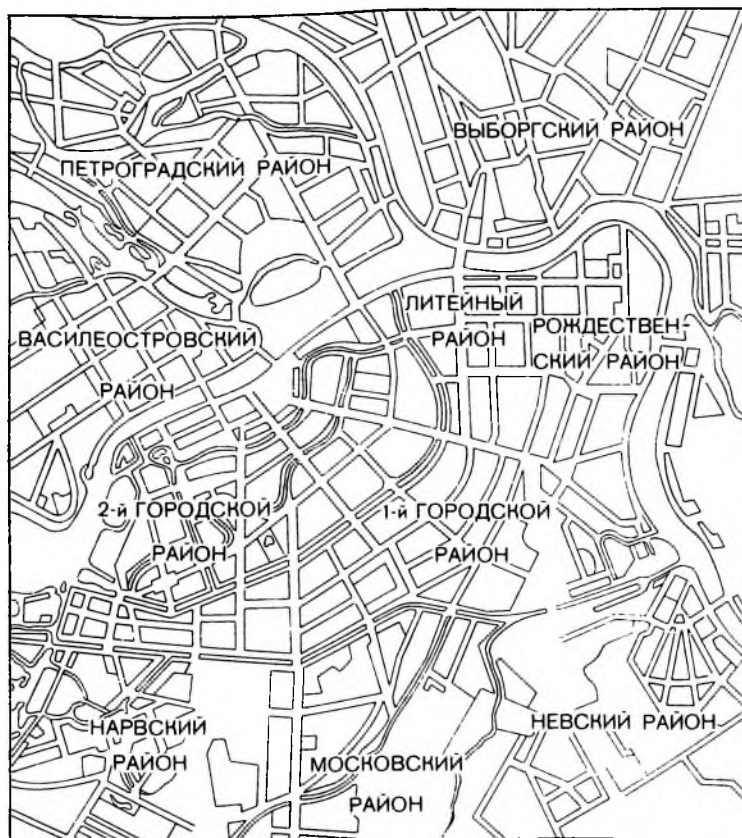 ВЫБОРГСКИЙ РАЙОН
ПЕТРОГРАДСКИЙ РАЙОН
ЛИТЕЙНЫЙ
РАЙОН
РОЖДЕСТВЕН-
СКИЙ РАЙОН
ВАСИЛЕОСТРОВСКИЙ
РАЙОН
2-й ГОРОДСКОЙ
РАЙОН
1-й ГОРОДСКОЙ
РАЙОН
НАРВСКИЙ
РАЙОН
МОСКОВСКИЙ
РАЙОН
НЕВСКИЙ РАЙОН